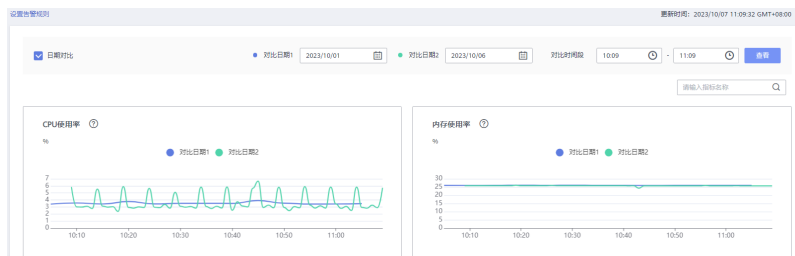 设置告警规则 更新时间：2023/10/07 11:09:32 GMT+08:00
日期对比 对比日期1 2023/10/01 对比日期2 2023/10/06 对比时间段 10:09 - 11:09 查看
请输入指标名称
CPU使用率
%
对比日期1 对比日期2
7
6
5
4
3
2
1
0
10:10 10:20 10:30 10:40 10:50 11:00
内存使用率
%
对比日期1 对比日期2
30
25
20
15
10
5
0
10:10 10:20 10:30 10:40 10:50 11:00